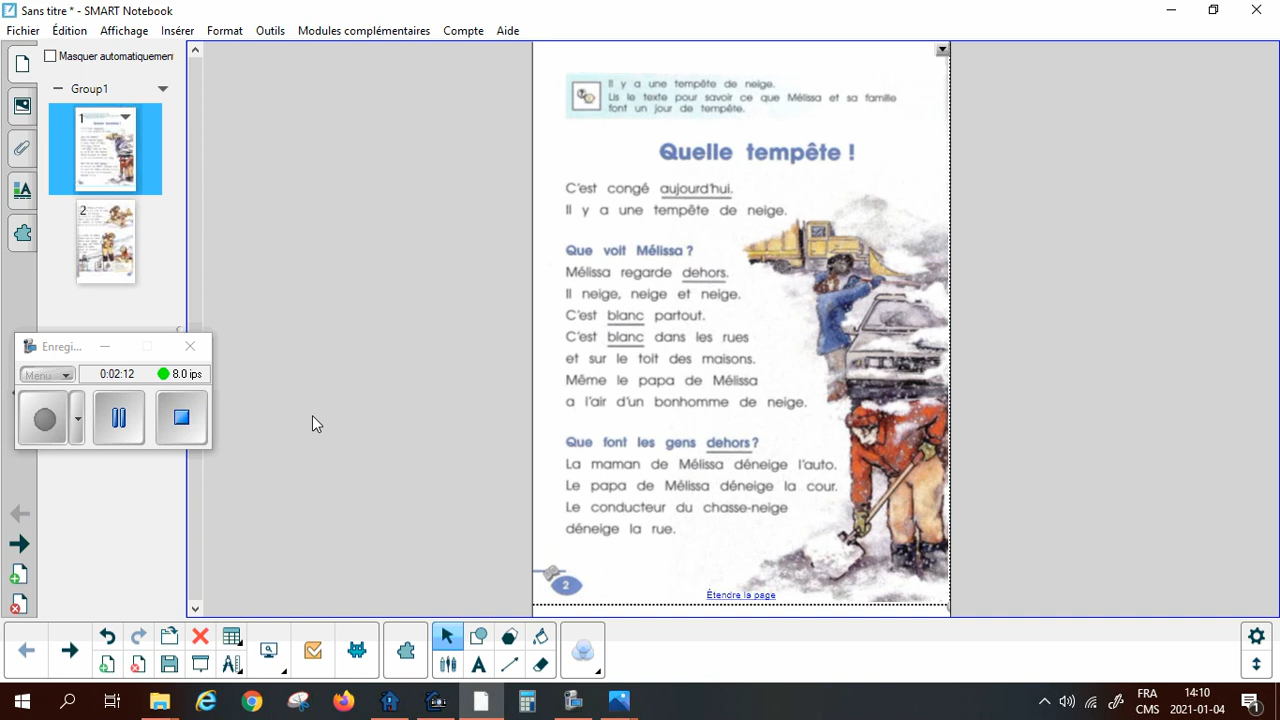 Sans titre * - SMART Notebook
Fichier Édition Affichage Insérer Format Outils Modules complémentaires Compte Aide
Masquer automatiquement
Group1
1
2
Enregi...
Menu
0:02:12
8.0 ips
Il y a une tempête de neige.
Lis le texte pour savoir ce que Mélissa et sa famille
font un jour de tempête.
Quelle tempête !
C'est congé aujourd'hui.
Il y a une tempête de neige.
Que voit Mélissa ?
Mélissa regarde dehors.
Il neige, neige et neige.
C'est blanc partout.
C'est blanc dans les rues
et sur le toit des maisons.
Même le papa de Mélissa
a l'air d'un bonhomme de neige.
Que font les gens dehors ?
La maman de Mélissa déneige l'auto.
Le papa de Mélissa déneige la cour.
Le conducteur du chasse-neige
déneige la rue.
2
Étendre la page
FRA
CMS
14:10
2021-01-04
1